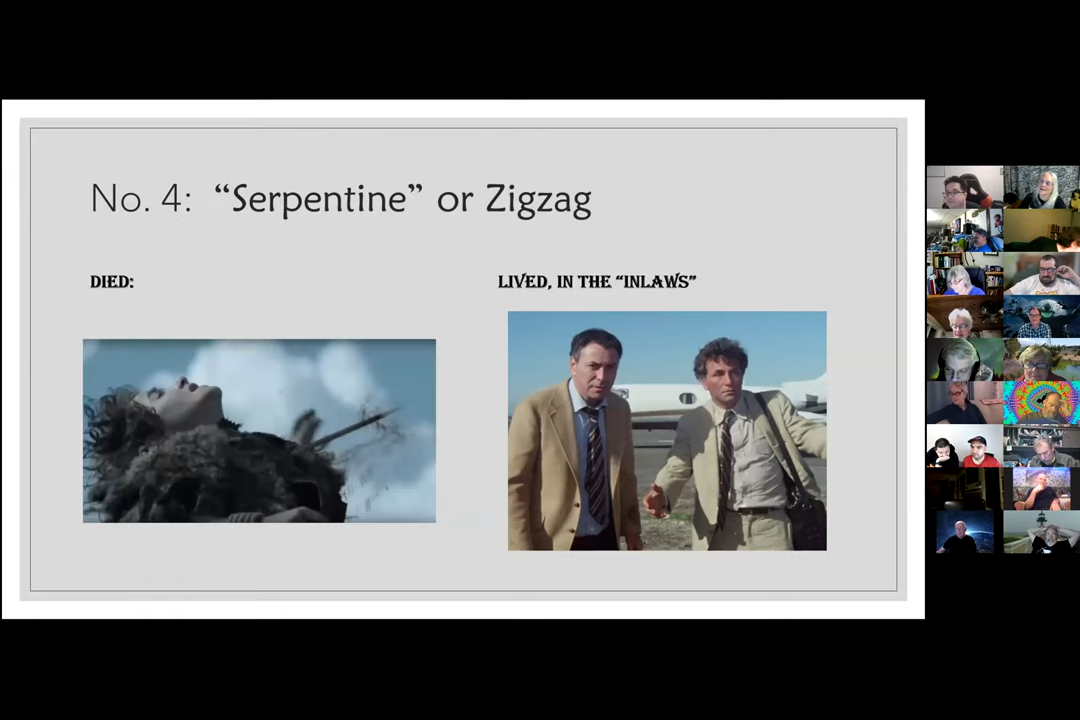 No. 4: “Serpentine” or Zigzag
DIED:
LIVED, IN THE “INLAWS”